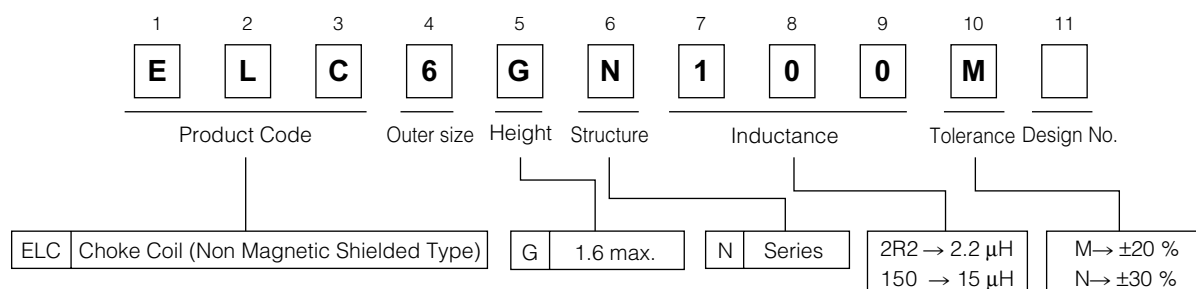 1 2 3 4 5 6 7 8 9 10 11
E L C 6 G N 1 0 0 M
Product Code Outer size Height Structure Inductance Tolerance Design No.
ELC Choke Coil (Non Magnetic Shielded Type) G 1.6 max. N Series 2R2→2.2 μH M→ ±20 %
150 → 15 μH N→ ±30 %